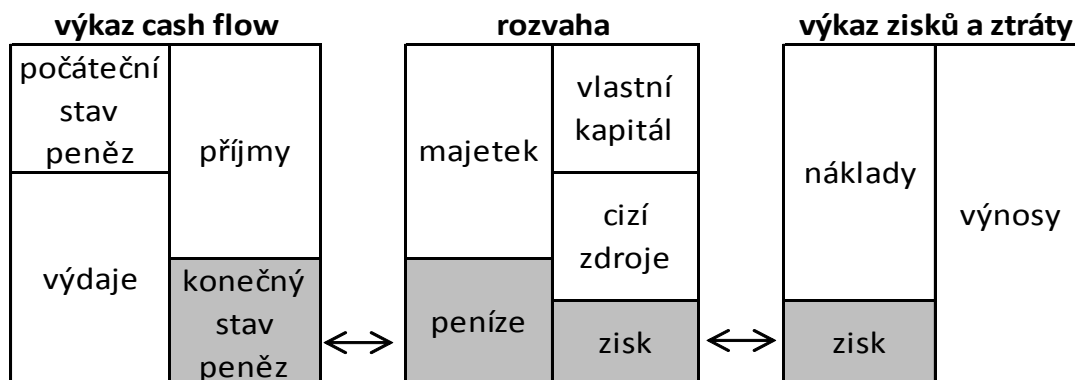 výkaz cash flow
rozvaha
výkaz zisků a ztráty
počáteční
stav
peněz
příjmy
výdaje
konečný
stav
peněz
majetek
peníze
vlastní
kapitál
cizí
zdroje
zisk
náklady
zisk
výnosy